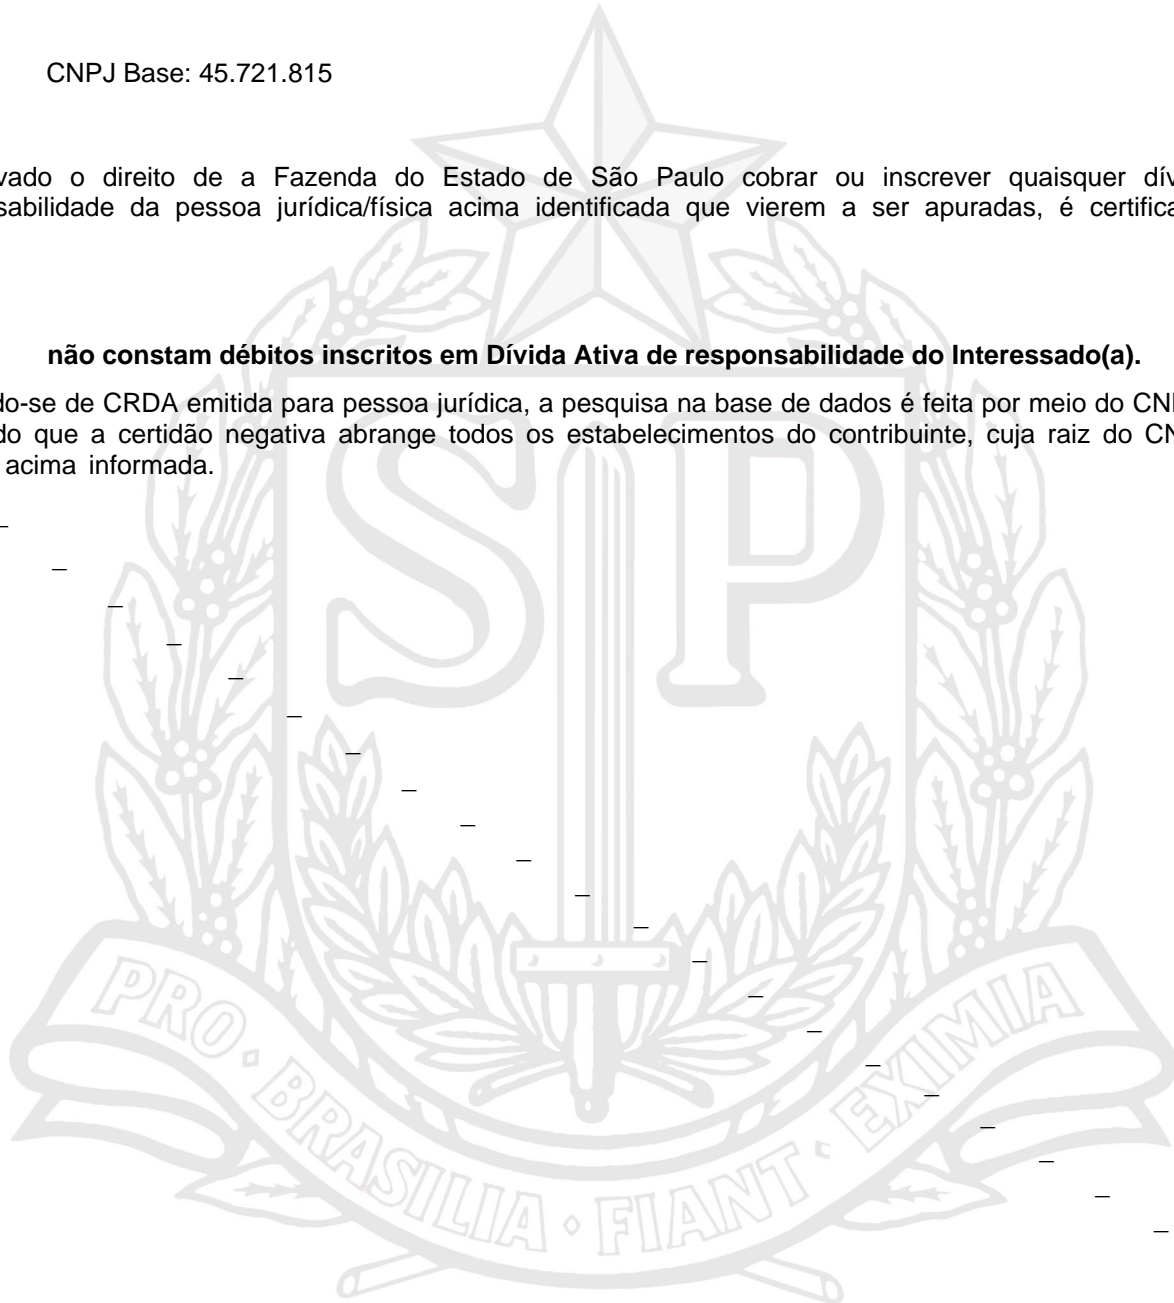 CNPJ Base: 45.721.815
vado o direito de a Fazenda do Estado de São Paulo cobrar ou inscrever quaisquer dív
sabilidade da pessoa jurídica/física acima identificada que vierem a ser apuradas, é certifica
não constam débitos inscritos em Dívida Ativa de responsabilidade do Interessado(a).
do-se de CRDA emitida para pessoa jurídica, a pesquisa na base de dados é feita por meio do CN
do que a certidão negativa abrange todos os estabelecimentos do contribuinte, cuja raiz do CN
acima informada.
SP
PRO · BRASILIA · FIANT · EXIMIA